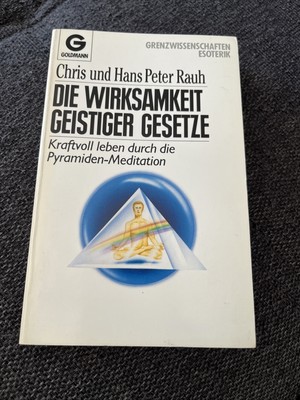 G
GOLDMANN
GRENZWISSENSCHAFTEN
ESOTERIK
Chris und Hans Peter Rauh
DIE WIRKSAMKEIT
GEISTIGER GESETZE
Kraftvoll leben durch die
Pyramiden-Meditation